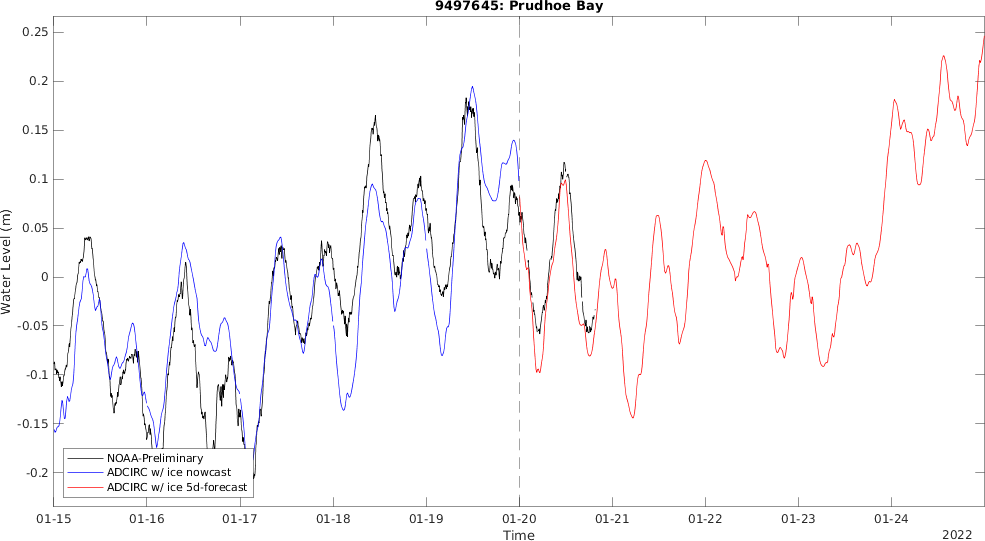 9497645: Prudhoe Bay
0.25
0.2
0.15
0.1
0.05
0
-0.05
-0.1
-0.15
-0.2
Water Level (m)
NOAA-Preliminary
ADCIRC w/ ice nowcast
ADCIRC w/ ice 5d-forecast
01-15 01-16 01-17 01-18 01-19 01-20 01-21 01-22 01-23 01-24
Time
2022